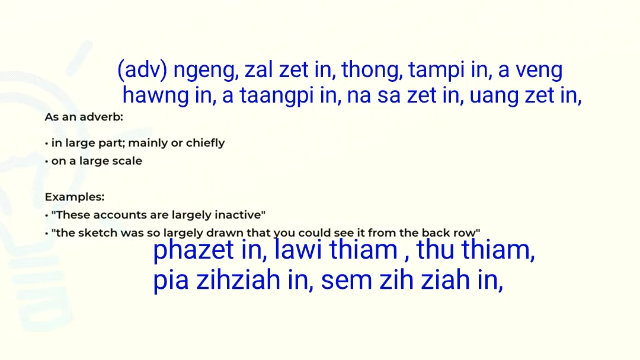 (adv) ngeng, zal zet in, thong, tampi in, a veng
hawng in, a taangpi in, na sa zet in, uang zet in,
As an adverb:
• in large part; mainly or chiefly
• on a large scale
Examples:
• "These accounts are largely inactive"
• "the sketch was so largely drawn that you could see it from the back row"
phazet in, lawi thiam , thu thiam,
pia zihziah in, sem zih ziah in,